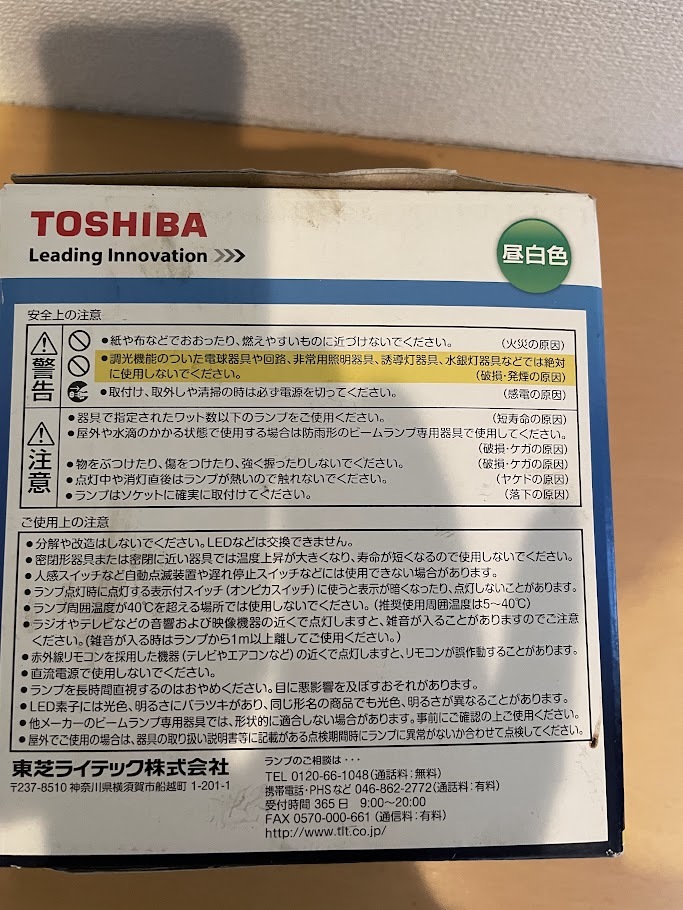 TOSHIBA
Leading Innovation >>>
昼白色
安全上の注意
警告
●紙や布などでおおったり、燃えやすいものに近づけないでください。 (火災の原因)
●調光機能のついた電球器具や回路、非常用照明器具、誘導灯器具、水銀灯器具などでは絶対
に使用しないでください。 (破損・発煙の原因)
●取付け、取外しや清掃の時は必ず電源を切ってください。 (感電の原因)
注意
●器具で指定されたワット数以下のランプをご使用ください。 (短寿命の原因)
●屋外や水滴のかかる状態で使用する場合は防雨形のビームランプ専用器具で使用してください。
(破損・ケガの原因)
●物をぶつけたり、傷をつけたり、強く握ったりしないでください。 (破損・ケガの原因)
●点灯中や消灯直後はランプが熱いので触れないでください。 (ヤケドの原因)
●ランプはソケットに確実に取付けてください。 (落下の原因)
ご使用上の注意
●分解や改造はしないでください。LEDなどは交換できません。
●密閉形器具または密閉に近い器具では温度上昇が大きくなり、寿命が短くなるので使用しないでください。
●人感スイッチなど自動点滅装置や遅れ停止スイッチなどには使用できない場合があります。
●ランプ点灯時に点灯する表示付スイッチ(オンピカスイッチ)に使うと表示が暗くなったり、点灯しないことがあります。
●ランプ周囲温度が40℃を超える場所では使用しないでください。(推奨使用周囲温度は5~40℃)
●ラジオやテレビなどの音響および映像機器の近くで点灯しますと、雑音が入ることがありますのでご注意
ください。(雑音が入る時はランプから1m以上離してご使用ください。)
●赤外線リモコンを採用した機器(テレビやエアコンなど)の近くで点灯しますと、リモコンが誤動作することがあります。
●直流電源で使用しないでください。
●ランプを長時間直視するのはおやめください。目に悪影響を及ぼすおそれがあります。
●LED素子には光色、明るさにバラツキがあり、同じ形名の商品でも光色、明るさが異なることがあります。
●他メーカーのビームランプ専用器具では、形状的に適合しない場合があります。事前にご確認の上ご使用ください。
●屋外でご使用の場合は、器具の取り扱い説明書等に記載がある点検期間時にランプに異常がないか合わせて点検してください。
東芝ライテック株式会社
〒237-8510 神奈川県横須賀市船越町 1-201-1
ランプのご相談は・・・
TEL 0120-66-1048(通話料:無料)
携帯電話・PHSなど 046-862-2772(通話料:有料)
受付時間 365日 9:00~20:00
FAX 0570-000-661 (通信料:有料)
http://www.tlt.co.jp/